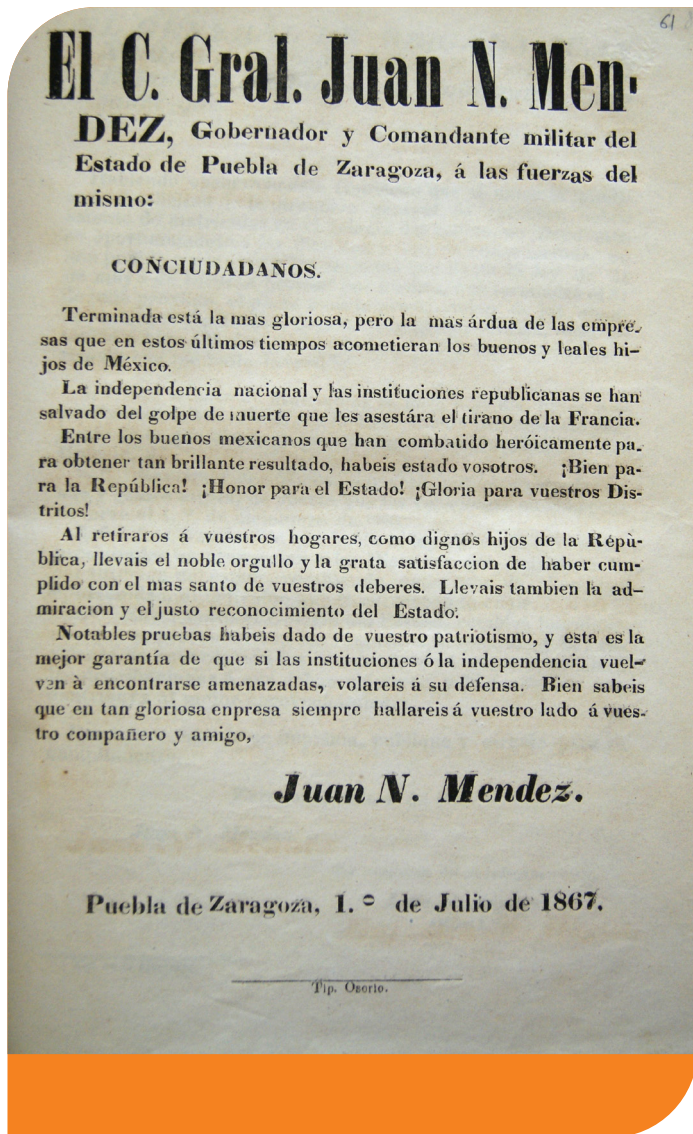 61
El C. Gral. Juan N. Men-
DEZ, Gobernador y Comandante militar del
Estado de Puebla de Zaragoza, á las fuerzas del
mismo:
CONCIUDADANOS.
Terminada está la mas gloriosa, pero la mas árdua de las empre-
sas que en estos últimos tiempos acometieran los buenos y leales hi-
jos de México.
La independencia nacional y las instituciones republicanas se han
salvado del golpe de muerte que les asestára el tirano de la Francia.
Entre los buenos mexicanos que han combatido heróicamente pa-
ra obtener tan brillante resultado, habeis estado vosotros. ¡Bien pa-
ra la República! ¡Honor para el Estado! ¡Gloria para vuestros Dis-
tritos!
Al retiraros á vuestros hogares, como dignos hijos de la Repù-
blica, llevais el noble orgullo y la grata satisfaccion de haber cum-
plido con el mas santo de vuestros deberes. Llevais tambien la ad-
miracion y el justo reconocimiento del Estado.
Notables pruebas habeis dado de vuestro patriotismo, y esta es la
mejor garantía de que si las instituciones ó la independencia vuel-
ven à encontrarse amenazadas, volareis á su defensa. Bien sabeis
que en tan gloriosa enpresa siempre hallareis á vuestro lado á vues-
tro compañero y amigo,
Juan N. Mendez.
Puebla de Zaragoza, 1.º de Julio de 1867.
Tip. Osorio.